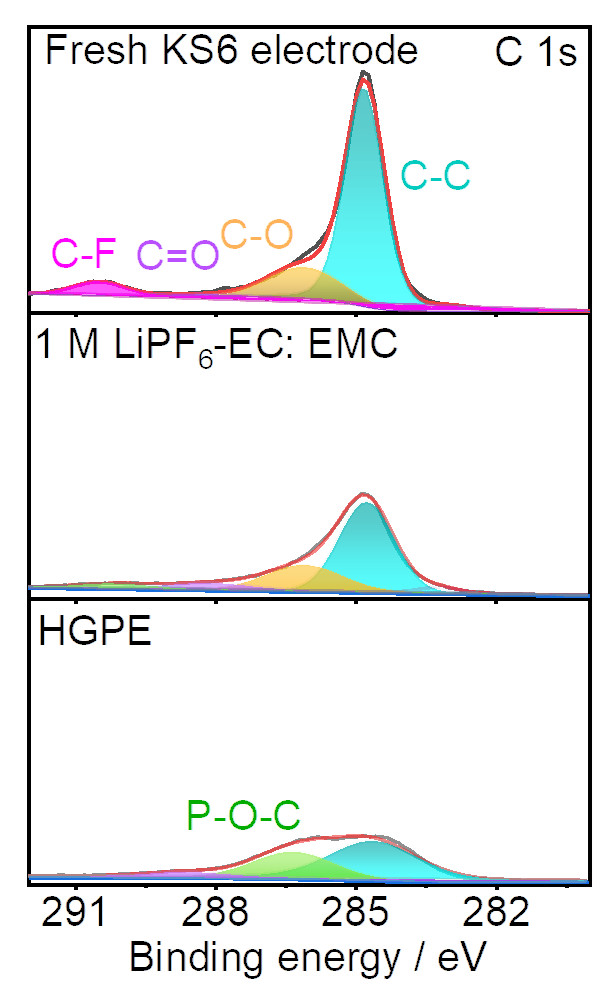 Fresh KS6 electrode C 1s
C-C
C-O
C-F C=O
1 M LiPF₆-EC: EMC
HGPE
P-O-C
291 288 285 282
Binding energy / eV